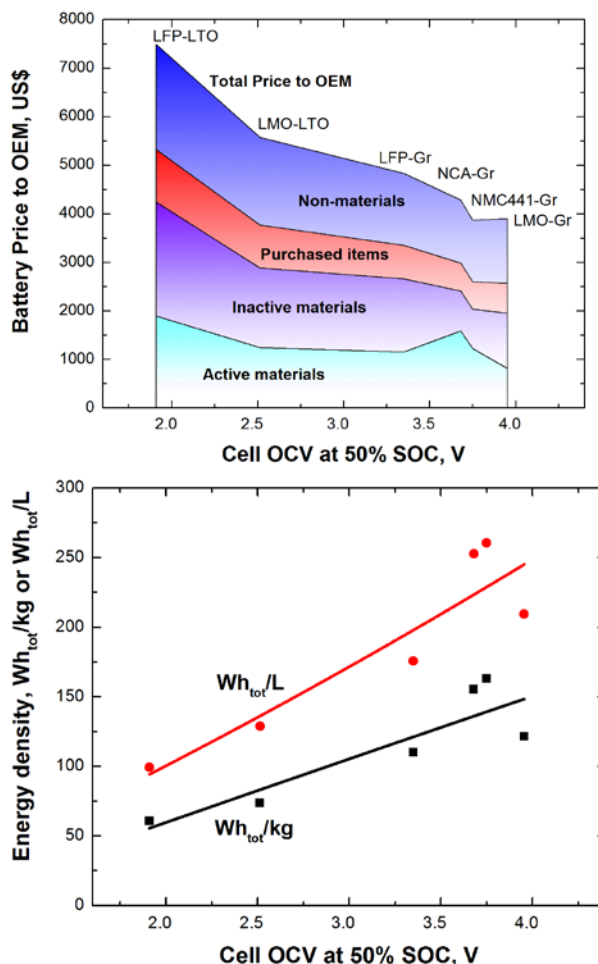 8000
7000
6000
5000
4000
3000
2000
1000
0
Battery Price to OEM, US$
LFP-LTO
Total Price to OEM
LMO-LTO
LFP-Gr
NCA-Gr
NMC441-Gr
LMO-Gr
Non-materials
Purchased items
Inactive materials
Active materials
2.0 2.5 3.0 3.5 4.0
Cell OCV at 50% SOC, V
300
250
200
150
100
50
0
Energy density, Wh_tot/kg or Wh_tot/L
Wh_tot/L
Wh_tot/kg
2.0 2.5 3.0 3.5 4.0
Cell OCV at 50% SOC, V